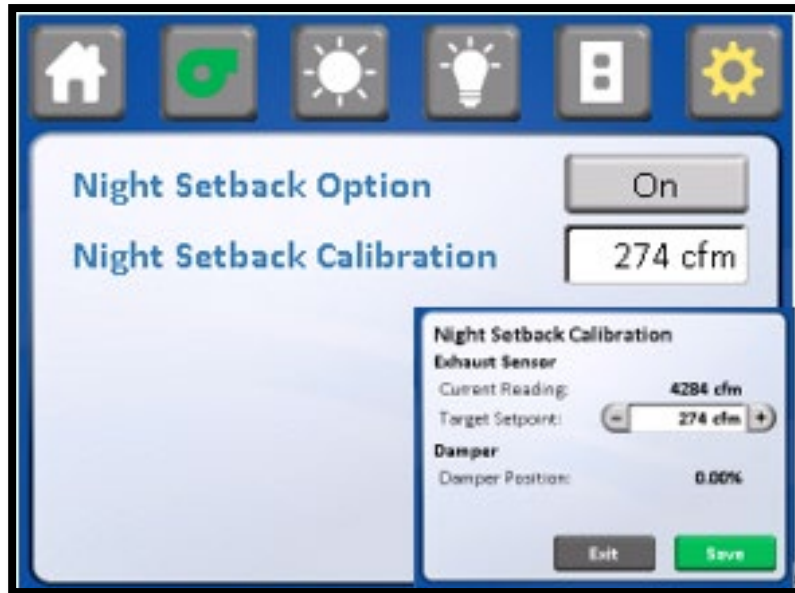 Night Setback Option On
Night Setback Calibration 274 cfm
Night Setback Calibration
Exhaust Sensor
Current Reading: 4284 cfm
Target Setpoint: - 274 cfm +
Damper
Damper Position: 0.00%
Exit Save